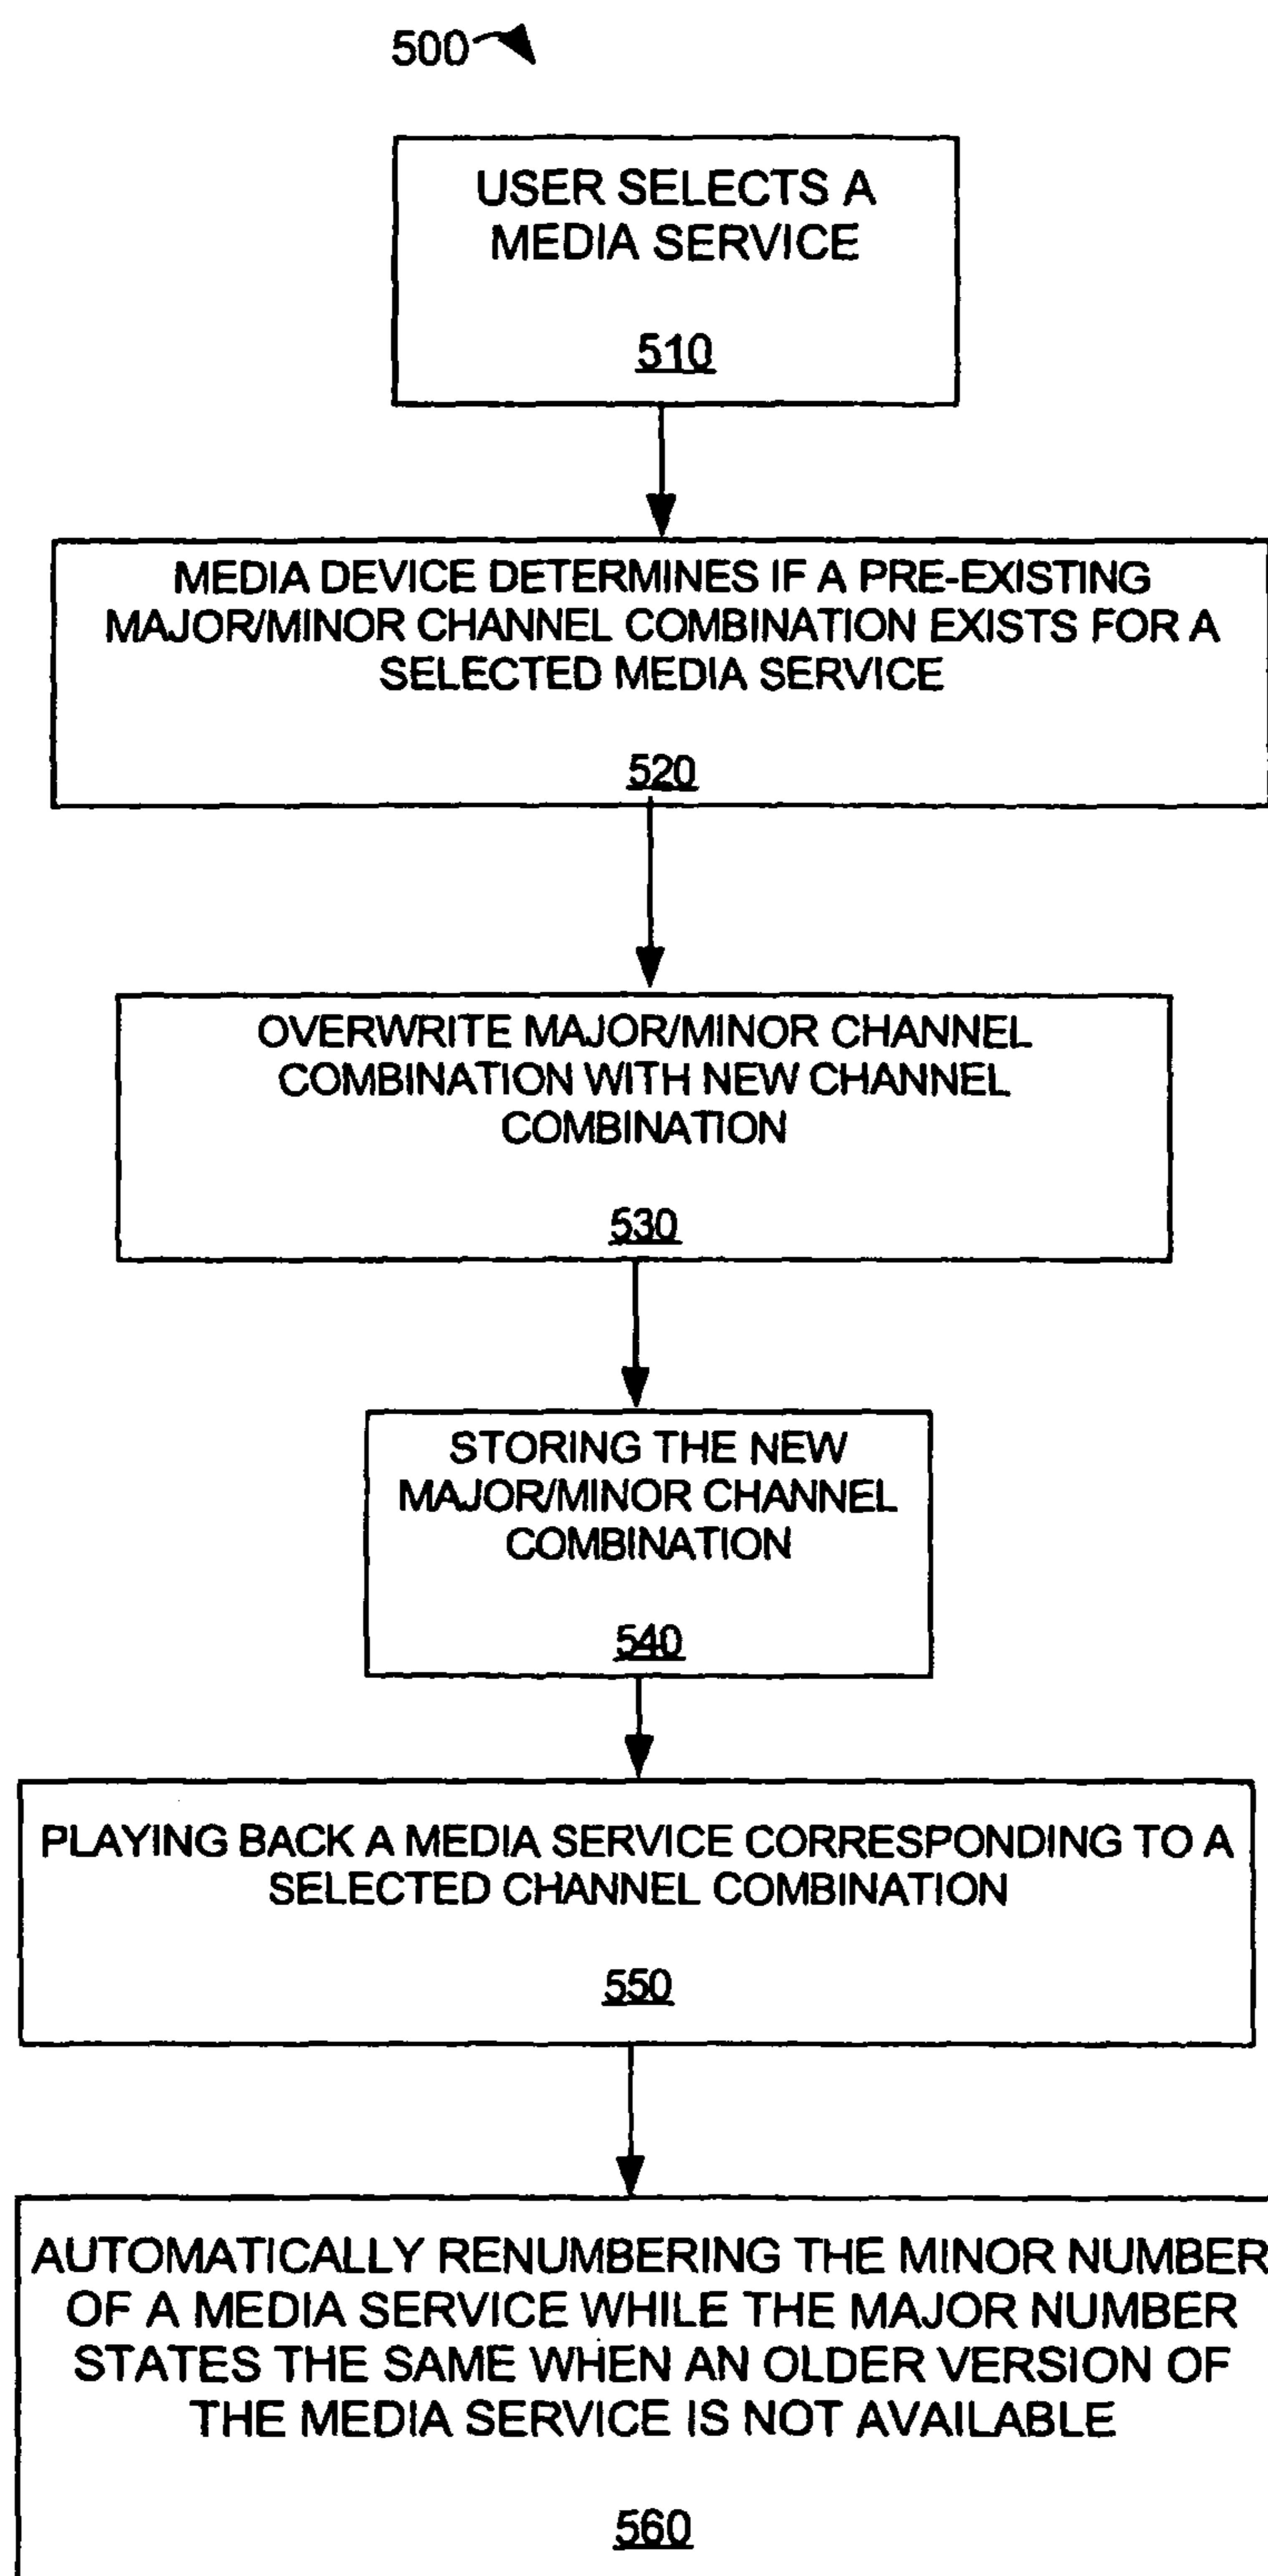 500
USER SELECTS A
MEDIA SERVICE
510
MEDIA DEVICE DETERMINES IF A PRE-EXISTING
MAJOR/MINOR CHANNEL COMBINATION EXISTS FOR A
SELECTED MEDIA SERVICE
520
OVERWRITE MAJOR/MINOR CHANNEL
COMBINATION WITH NEW CHANNEL
COMBINATION
530
STORING THE NEW
MAJOR/MINOR CHANNEL
COMBINATION
540
PLAYING BACK A MEDIA SERVICE CORRESPONDING TO A
SELECTED CHANNEL COMBINATION
550
AUTOMATICALLY RENUMBERING THE MINOR NUMBER
OF A MEDIA SERVICE WHILE THE MAJOR NUMBER
STATES THE SAME WHEN AN OLDER VERSION OF
THE MEDIA SERVICE IS NOT AVAILABLE
560